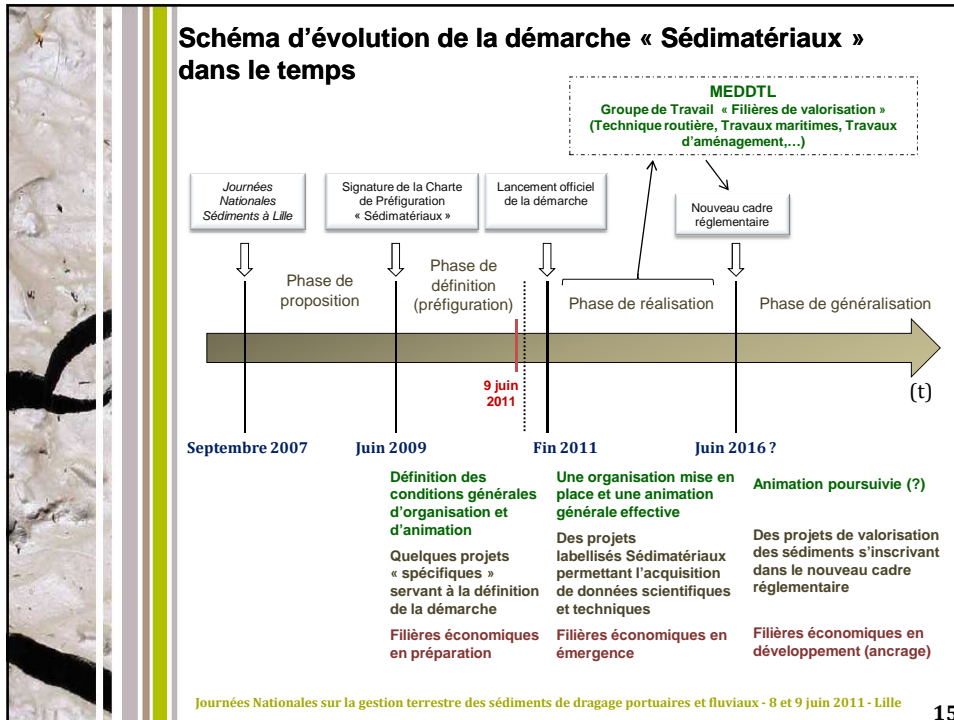 Schéma d'évolution de la démarche « Sédimatériaux »
dans le temps
MEDDTL
Groupe de Travail « Filières de valorisation »
(Technique routière, Travaux maritimes, Travaux
d'aménagement,…)
Journées
Nationales
Sédiments à Lille
Signature de la Charte
de Préfiguration
« Sédimatériaux »
Lancement officiel
de la démarche
Nouveau cadre
réglementaire
Phase de
proposition
Phase de
définition
(préfiguration)
Phase de réalisation
Phase de généralisation
9 juin
2011
(t)
Septembre 2007
Juin 2009
Fin 2011
Juin 2016 ?
Définition des
conditions générales
d'organisation et
d'animation
Quelques projets
« spécifiques »
servant à la définition
de la démarche
Filières économiques
en préparation
Une organisation mise en
place et une animation
générale effective
Des projets
labellisés Sédimatériaux
permettant l'acquisition
de données scientifiques
et techniques
Filières économiques en
émergence
Animation poursuivie (?)
Des projets de valorisation
des sédiments s'inscrivant
dans le nouveau cadre
réglementaire
Filières économiques en
développement (ancrage)
Journées Nationales sur la gestion terrestre des sédiments de dragage portuaires et fluviaux - 8 et 9 juin 2011 - Lille
15